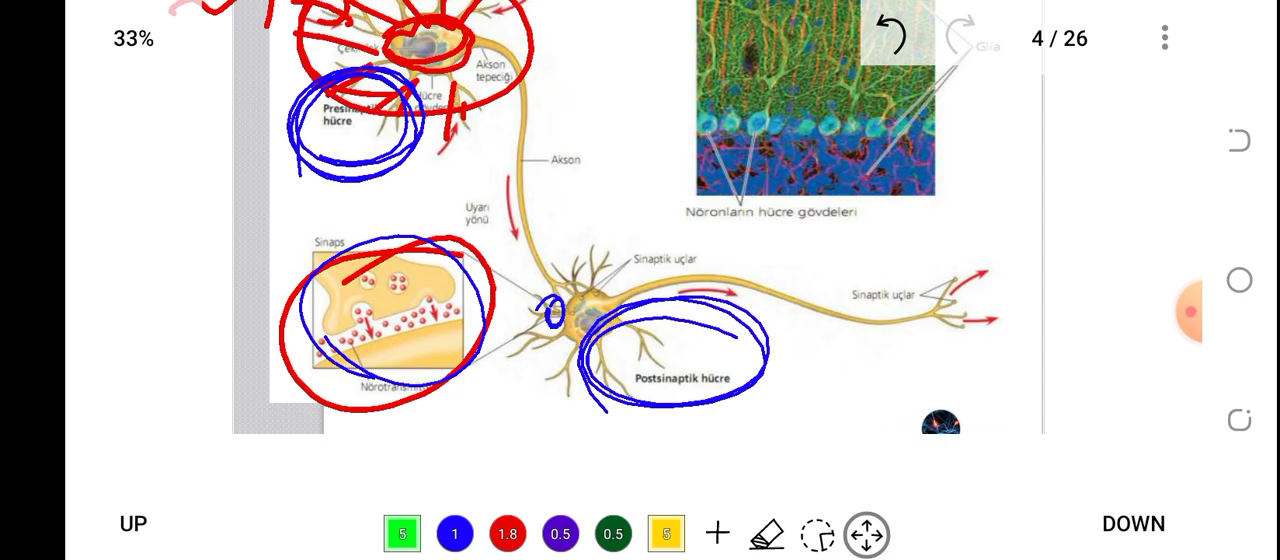 33%
4 / 26
Glia
Akson
tepeciği
Presinaptik
hücre
Akson
Nöronların hücre gövdeleri
Uyarı
yönü
Sinaps
Sinaptik uçlar
Sinaptik uçlar
Postsinaptik hücre
UP
5
1
1.8
0.5
0.5
5
DOWN